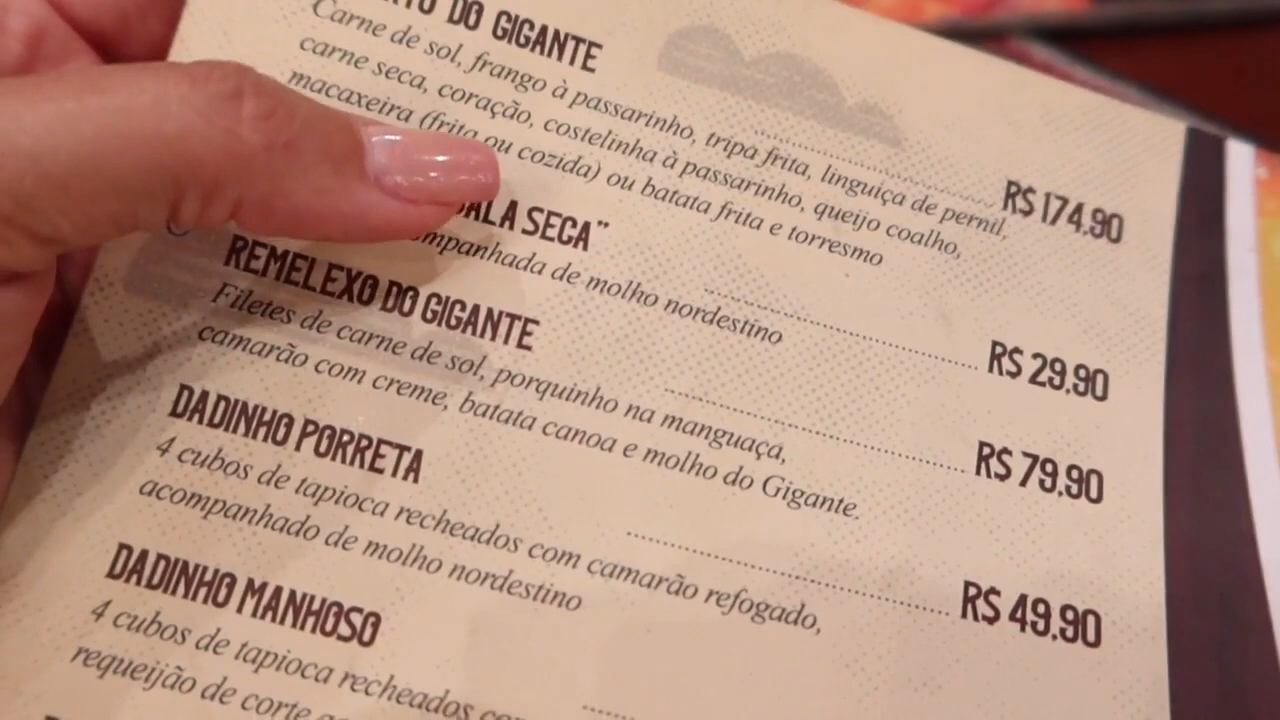 DO GIGANTE
Carne de sol, frango à passarinho, tripa frita, linguiça de pernil,
carne seca, coração, costelinha à passarinho, queijo coalho,
macaxeira (frita ou cozida) ou batata frita e torresmo
R$ 174,90
SECA”
de molho nordestino
R$ 29,90
REMELEXO DO GIGANTE
Filetes de carne de sol, porquinho na manguaça,
camarão com creme, batata canoa e molho do Gigante.
R$ 79,90
DADINHO PORRETA
4 cubos de tapioca recheados com camarão refogado,
acompanhado de molho nordestino
R$ 49,90
DADINHO MANHOSO
4 cubos de tapioca recheados
requeijão de corte